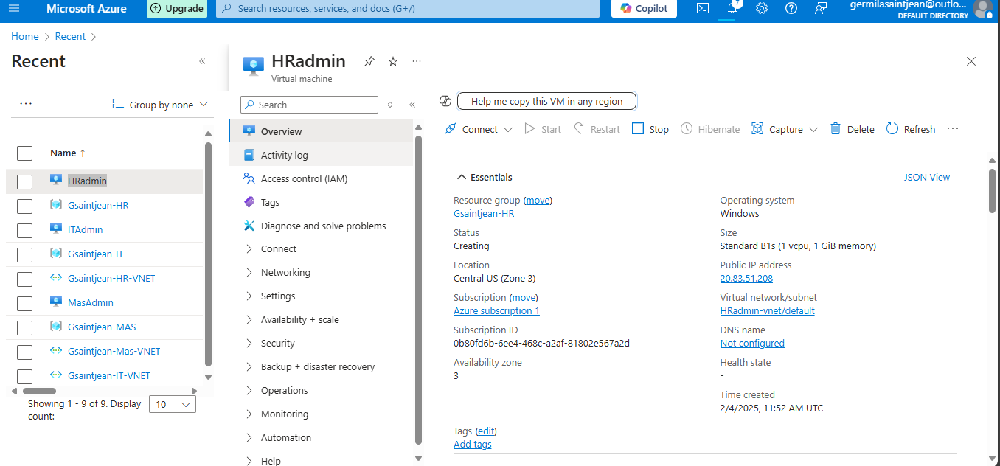 Microsoft Azure
Upgrade
Search resources, services, and docs (G+/)
Copilot
7
germilasaintjean@outlo...
DEFAULT DIRECTORY
Home > Recent >
Recent
«
HRadmin
Virtual machine
...
Group by none
Search
«
Help me copy this VM in any region
Connect
Start
Restart
Stop
Hibernate
Capture
Delete
Refresh
...
Name ↑
HRadmin
Gsaintjean-HR
ITAdmin
Gsaintjean-IT
Gsaintjean-HR-VNET
MasAdmin
Gsaintjean-MAS
Gsaintjean-Mas-VNET
Gsaintjean-IT-VNET
Showing 1 - 9 of 9. Display
count:
10
Overview
Activity log
Access control (IAM)
Tags
Diagnose and solve problems
Connect
Networking
Settings
Availability + scale
Security
Backup + disaster recovery
Operations
Monitoring
Automation
Help
Essentials
JSON View
Resource group (move)
Gsaintjean-HR
Status
Creating
Location
Central US (Zone 3)
Subscription (move)
Azure subscription 1
Subscription ID
0b80fd6b-6ee4-468c-a2af-81802e567a2d
Availability zone
3
Operating system
Windows
Size
Standard B1s (1 vcpu, 1 GiB memory)
Public IP address
20.83.51.208
Virtual network/subnet
HRadmin-vnet/default
DNS name
Not configured
Health state
-
Time created
2/4/2025, 11:52 AM UTC
Tags (edit)
Add tags